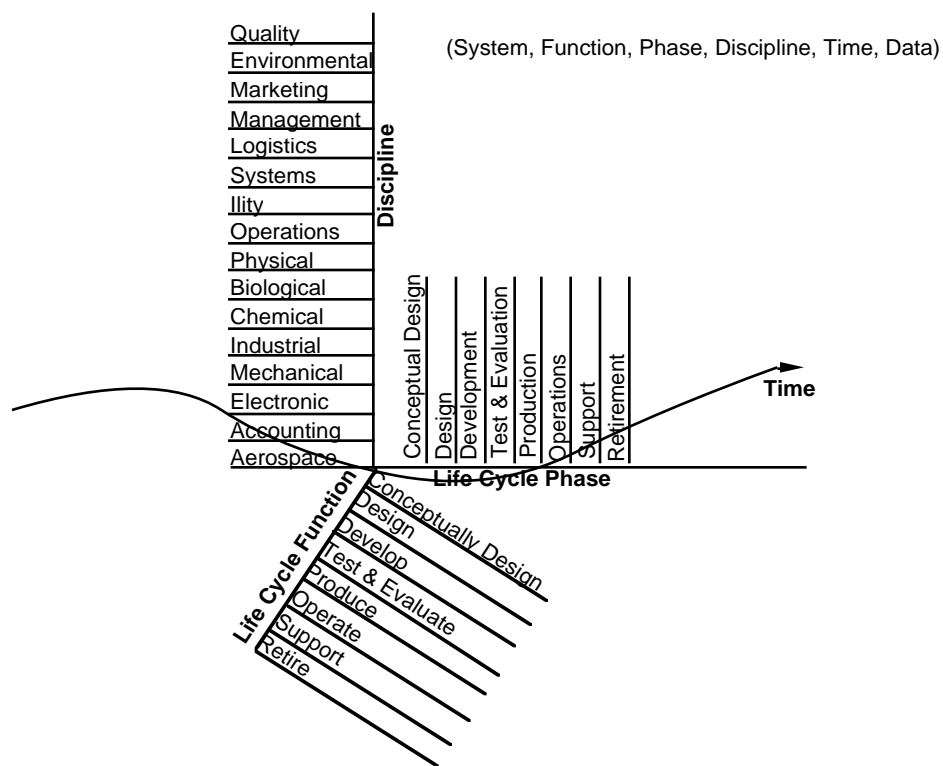 Quality
Environmental
Marketing
Management
Logistics
Systems
Ility
Operations
Physical
Biological
Chemical
Industrial
Mechanical
Electronic
Accounting
Aerospace
Discipline
(System, Function, Phase, Discipline, Time, Data)
Conceptual Design
Design
Development
Test & Evaluation
Production
Operations
Support
Retirement
Time
Life Cycle Phase
Life Cycle Function
Conceptually Design
Design
Develop
Test & Evaluate
Produce
Operate
Support
Retire